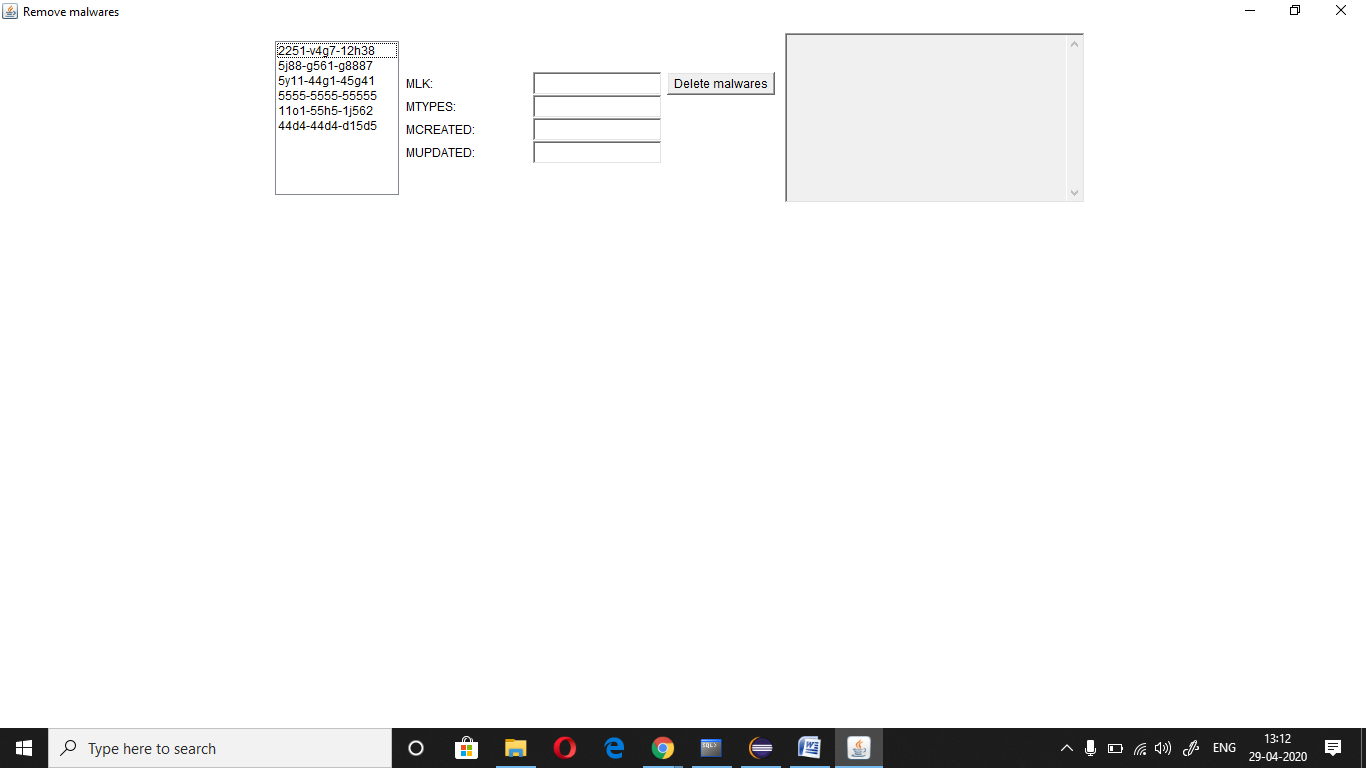 Remove malwares
2251-v4g7-12h38
5j88-g561-g8887
5y11-44g1-45g41
5555-5555-55555
11o1-55h5-1j562
44d4-44d4-d15d5
MLK:
Delete malwares
MTYPES:
MCREATED:
MUPDATED:
Type here to search
SQL>
W
ENG
13:12
29-04-2020